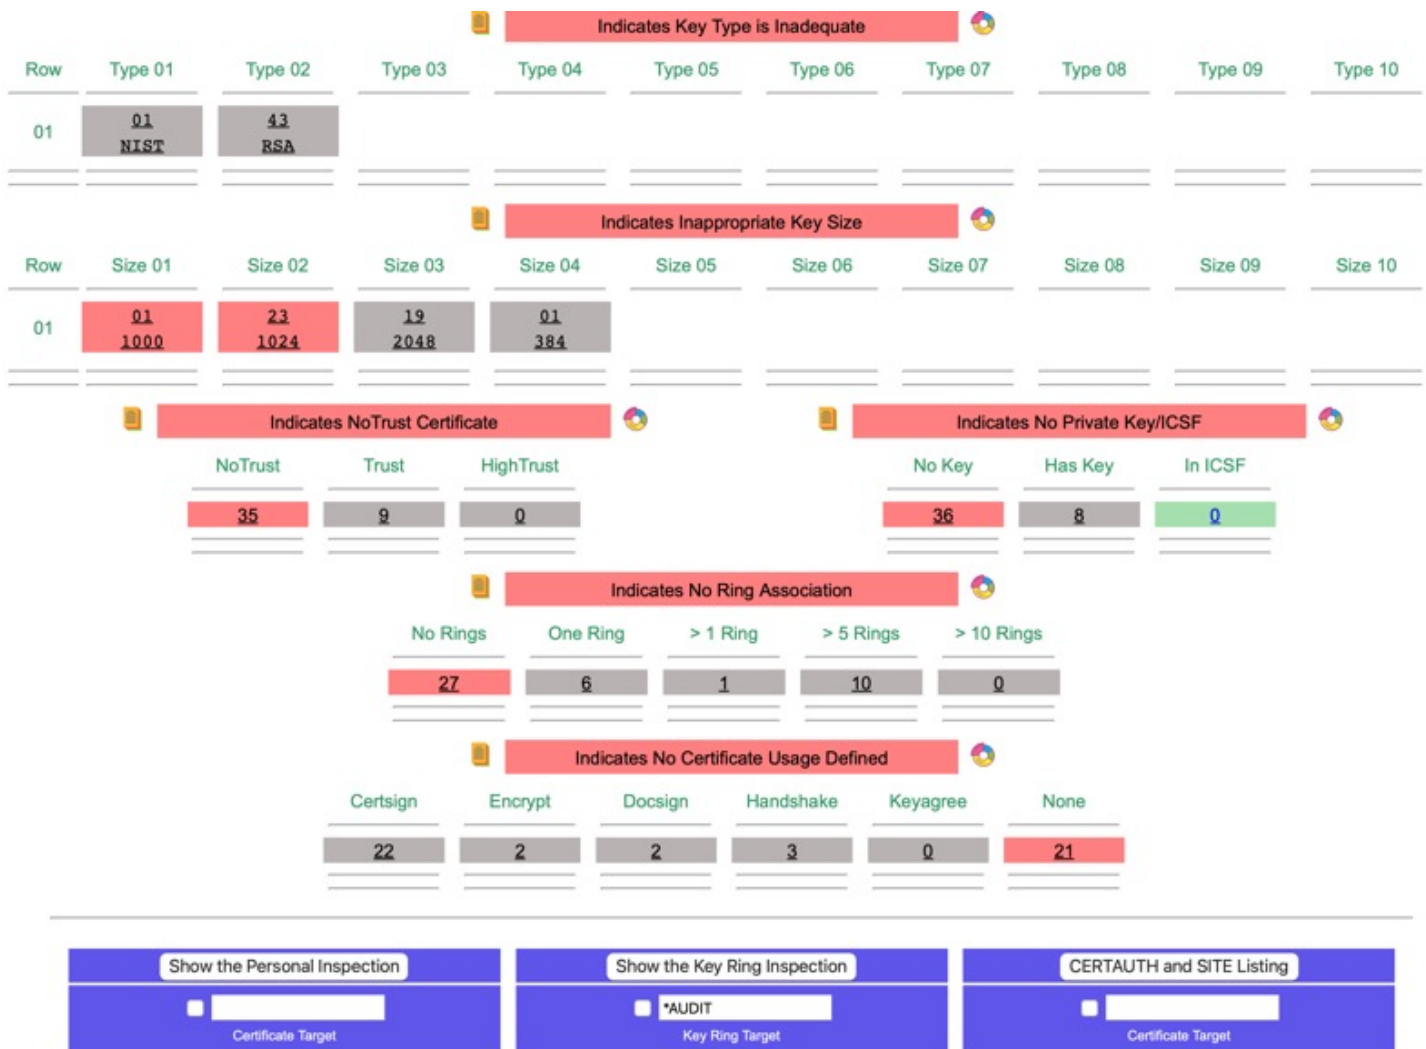 Indicates Key Type is Inadequate
Row Type 01 Type 02 Type 03 Type 04 Type 05 Type 06 Type 07 Type 08 Type 09 Type 10
01 01 43
NIST RSA
Indicates Inappropriate Key Size
Row Size 01 Size 02 Size 03 Size 04 Size 05 Size 06 Size 07 Size 08 Size 09 Size 10
01 01 23 19 01
1000 1024 2048 384
Indicates NoTrust Certificate Indicates No Private Key/ICSF
NoTrust Trust HighTrust No Key Has Key In ICSF
35 9 0 36 8 0
Indicates No Ring Association
No Rings One Ring > 1 Ring > 5 Rings > 10 Rings
27 6 1 10 0
Indicates No Certificate Usage Defined
Certsign Encrypt Docsign Handshake Keyagree None
22 2 2 3 0 21
Show the Personal Inspection Show the Key Ring Inspection CERTAUTH and SITE Listing
*AUDIT
Certificate Target Key Ring Target Certificate Target